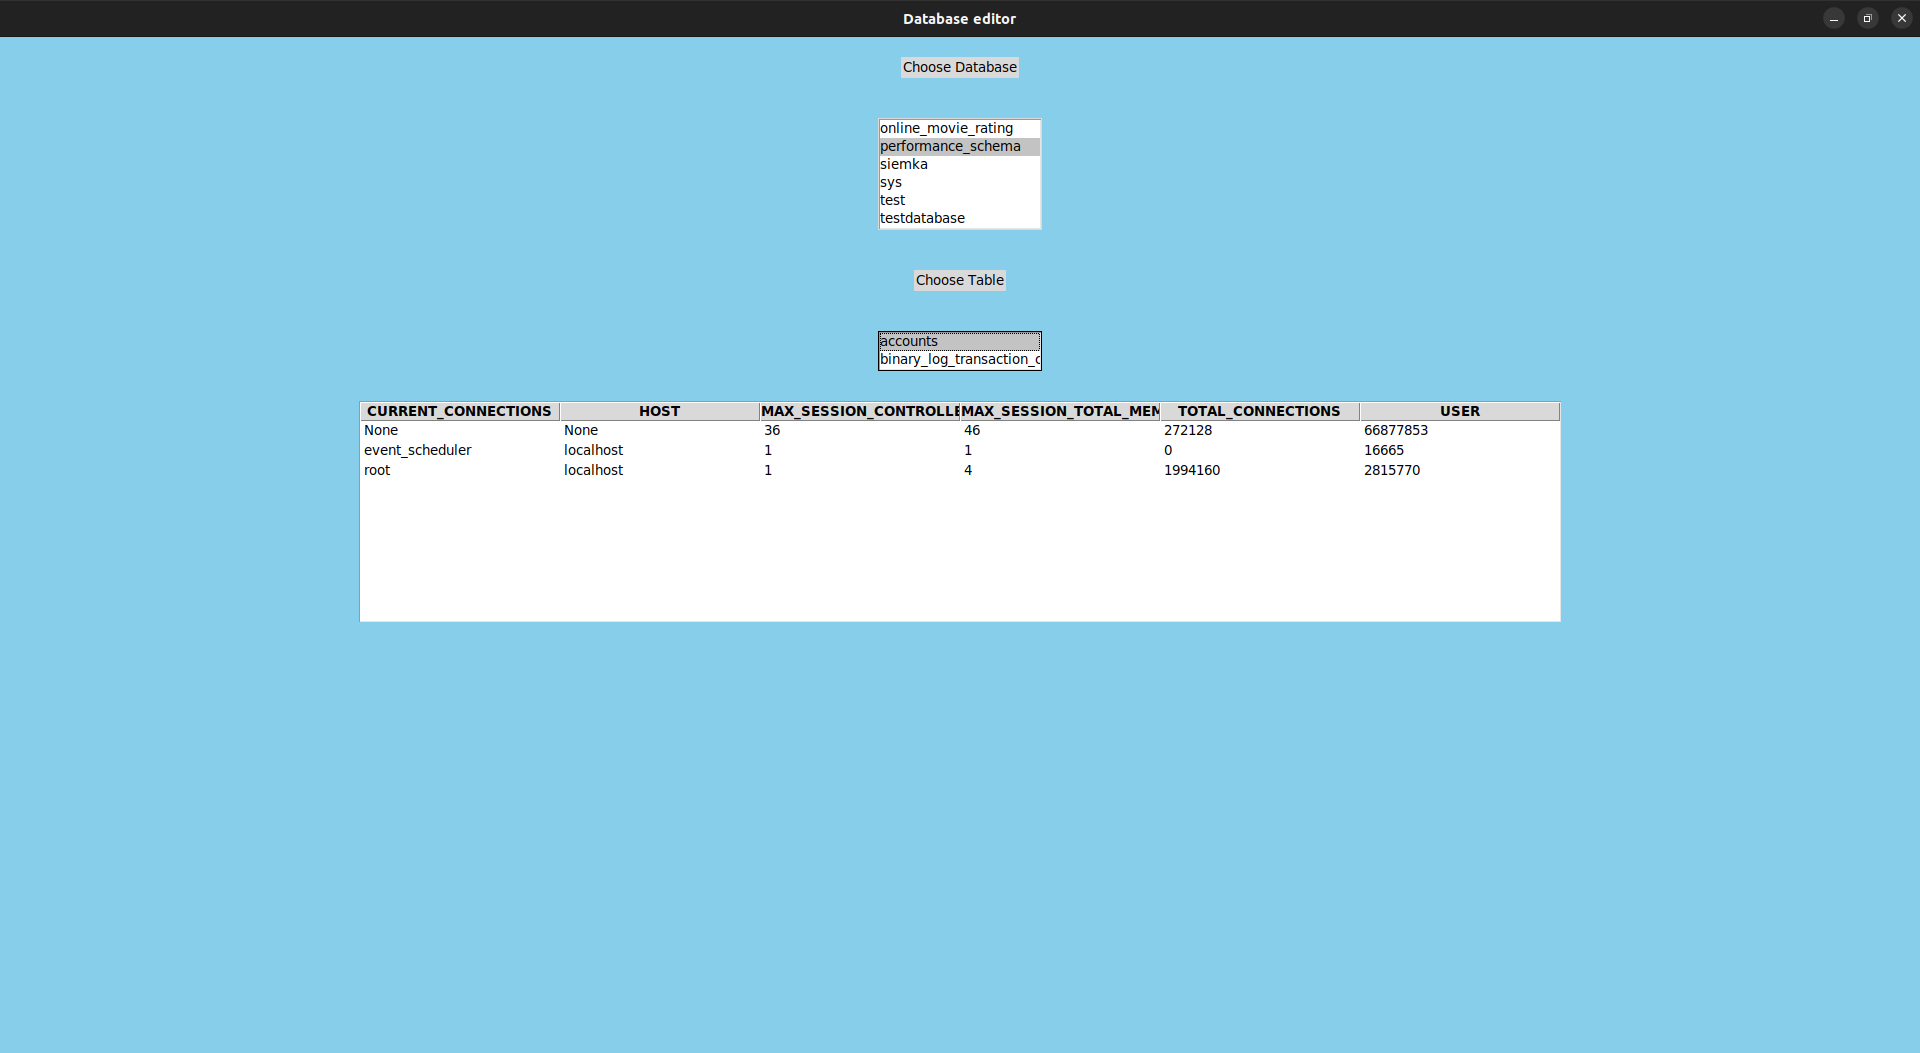 Database editor
Choose Database
online_movie_rating
performance_schema
siemka
sys
test
testdatabase
Choose Table
accounts
binary_log_transaction_c
CURRENT_CONNECTIONS HOST MAX_SESSION_CONTROLLE MAX_SESSION_TOTAL_MEM TOTAL_CONNECTIONS USER
None None 36 46 272128 66877853
event_scheduler localhost 1 1 0 16665
root localhost 1 4 1994160 2815770